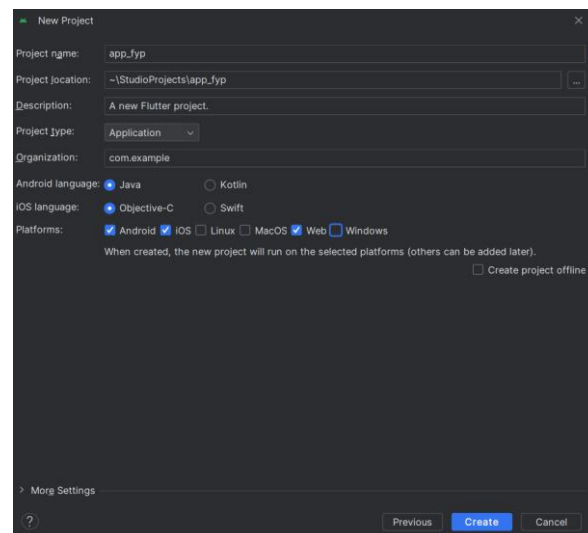 New Project
Project name: app_fyp
Project location: ~\StudioProjects\app_fyp ...
Description: A new Flutter project.
Project type: Application
Organization: com.example
Android language: Java Kotlin
iOS language: Objective-C Swift
Platforms: Android iOS Linux MacOS Web Windows
When created, the new project will run on the selected platforms (others can be added later).
Create project offline
More Settings
? Previous Create Cancel